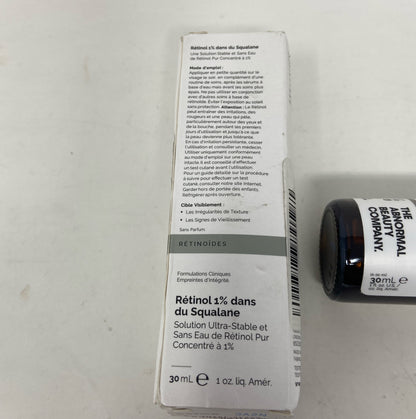 Rétinol 1% dans du Squalane
Une Solution Stable et Sans Eau
de Rétinol Pur Concentré à 1%
Mode d'emploi :
Appliquer en petite quantité sur le
visage le soir, en complément d'une
routine de soins, après les sérums à
base d'eau mais avant les soins plus
épais. Ne pas utiliser en conjonction
avec d'autres soins à base de
rétinoïde. Éviter l'exposition au soleil
sans protection. Attention : Le Rétinol
peut entraîner des irritations, des
rougeurs et une peau qui pèle,
particulièrement autour des yeux et
de la bouche, pendant les premiers
jours d'utilisation et jusqu'à ce que
la peau devienne plus tolérante.
En cas d'irritation persistante, cesser
l'utilisation et consulter un médecin.
Utiliser uniquement conformément
au mode d'emploi sur une peau
intacte. Il est conseillé d'effectuer
un test cutané avant utilisation.
Pour un guide détaillé sur la procédure
à suivre pour effectuer un test
cutané, consulter notre site Internet.
Garder hors de portée des enfants.
Réfrigérer après ouverture.
Cible Visiblement :
• Les Irrégularités de Texture
• Les Signes de Vieillissement
Sans Parfum
RÉTINOÏDES
Formulations Cliniques
Empreintes d'Intégrité
Rétinol 1% dans
du Squalane
Solution Ultra-Stable et
Sans Eau de Rétinol Pur
Concentré à 1%
30 mL e 1 oz. liq. Amér.
THE
ABNORMAL
BEAUTY
COMPANY.
30 mL e
1 fl oz. U.S./
oz. liq. Amér.